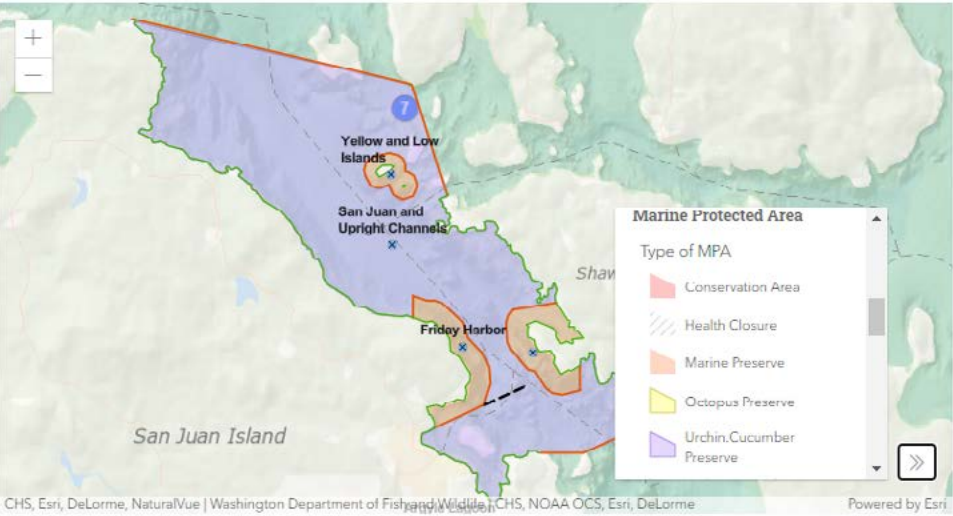 +
−
7
Yellow and Low
Islands
San Juan and
Upright Channels
Friday Harbor
Shaw
San Juan Island
Marine Protected Area
Type of MPA
Conservation Area
Health Closure
Marine Preserve
Octopus Preserve
Urchin.Cucumber
Preserve
»
Argyle Lagoon
CHS, Esri, DeLorme, NaturalVue | Washington Department of Fish and Wildlife | CHS, NOAA OCS, Esri, DeLorme
Powered by Esri